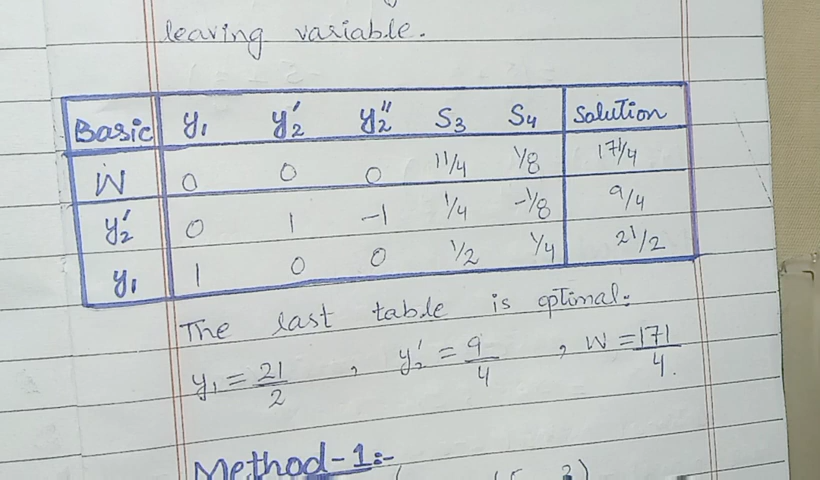 leaving variable.
Basic y₁ y₂′ y₂″ S₃ S₄ Solution
W 0 0 0 11/4 1/8 171/4
y₂′ 0 1 -1 1/4 -1/8 9/4
y₁ 1 0 0 1/2 1/4 21/2
The last table is optimal:
y₁ = 21/2 , y₂′ = 9/4 , W = 171/4.
Method-1:-